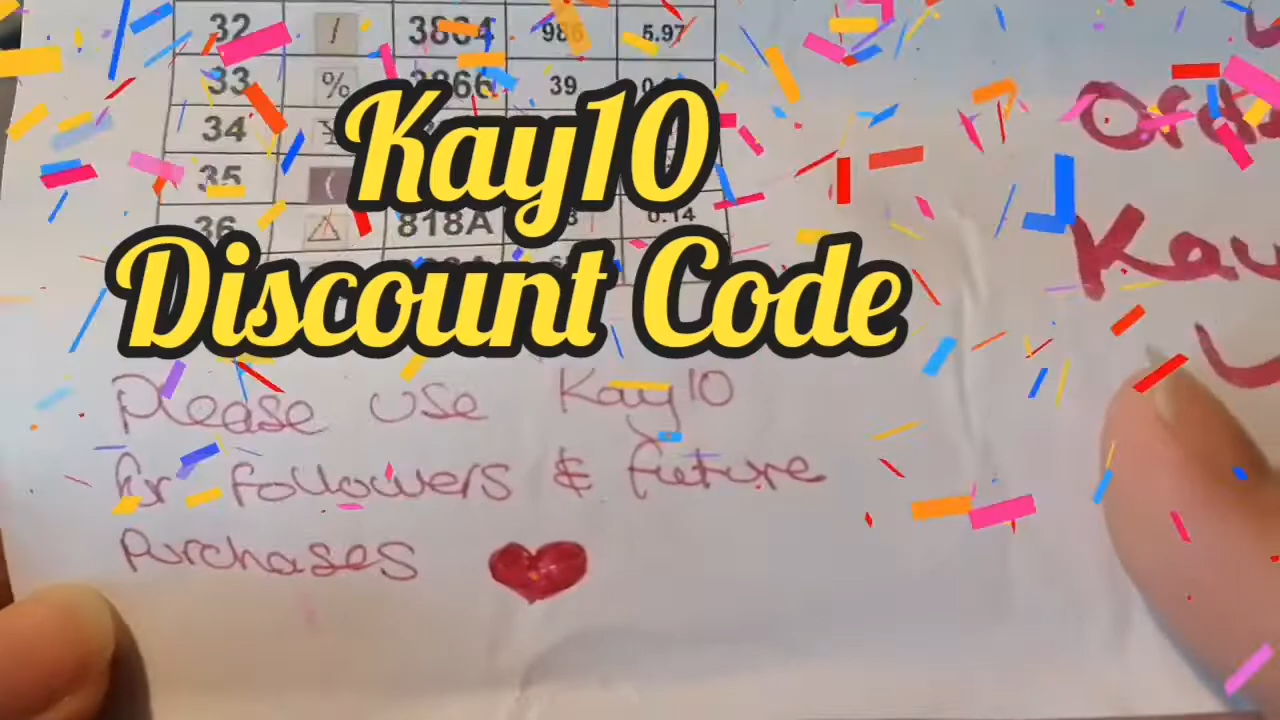 32 / 3864 986 5.97
33 % 3866 39
34
35 (
36 818A 0.14
Kay10
Discount Code
Please use Kay10
for followers & future
purchases